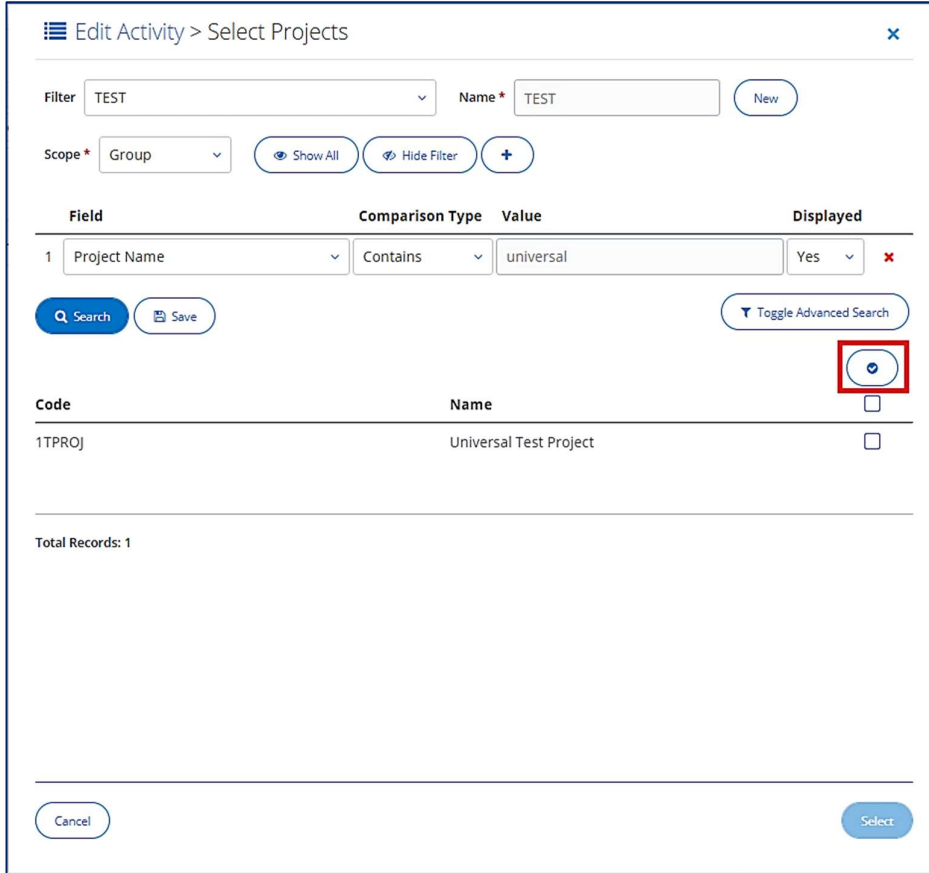 Edit Activity > Select Projects
Filter TEST Name * TEST New
Scope * Group Show All Hide Filter
Field Comparison Type Value Displayed
1 Project Name Contains universal Yes
Search Save Toggle Advanced Search
Code Name
1TPROJ Universal Test Project
Total Records: 1
Cancel Select